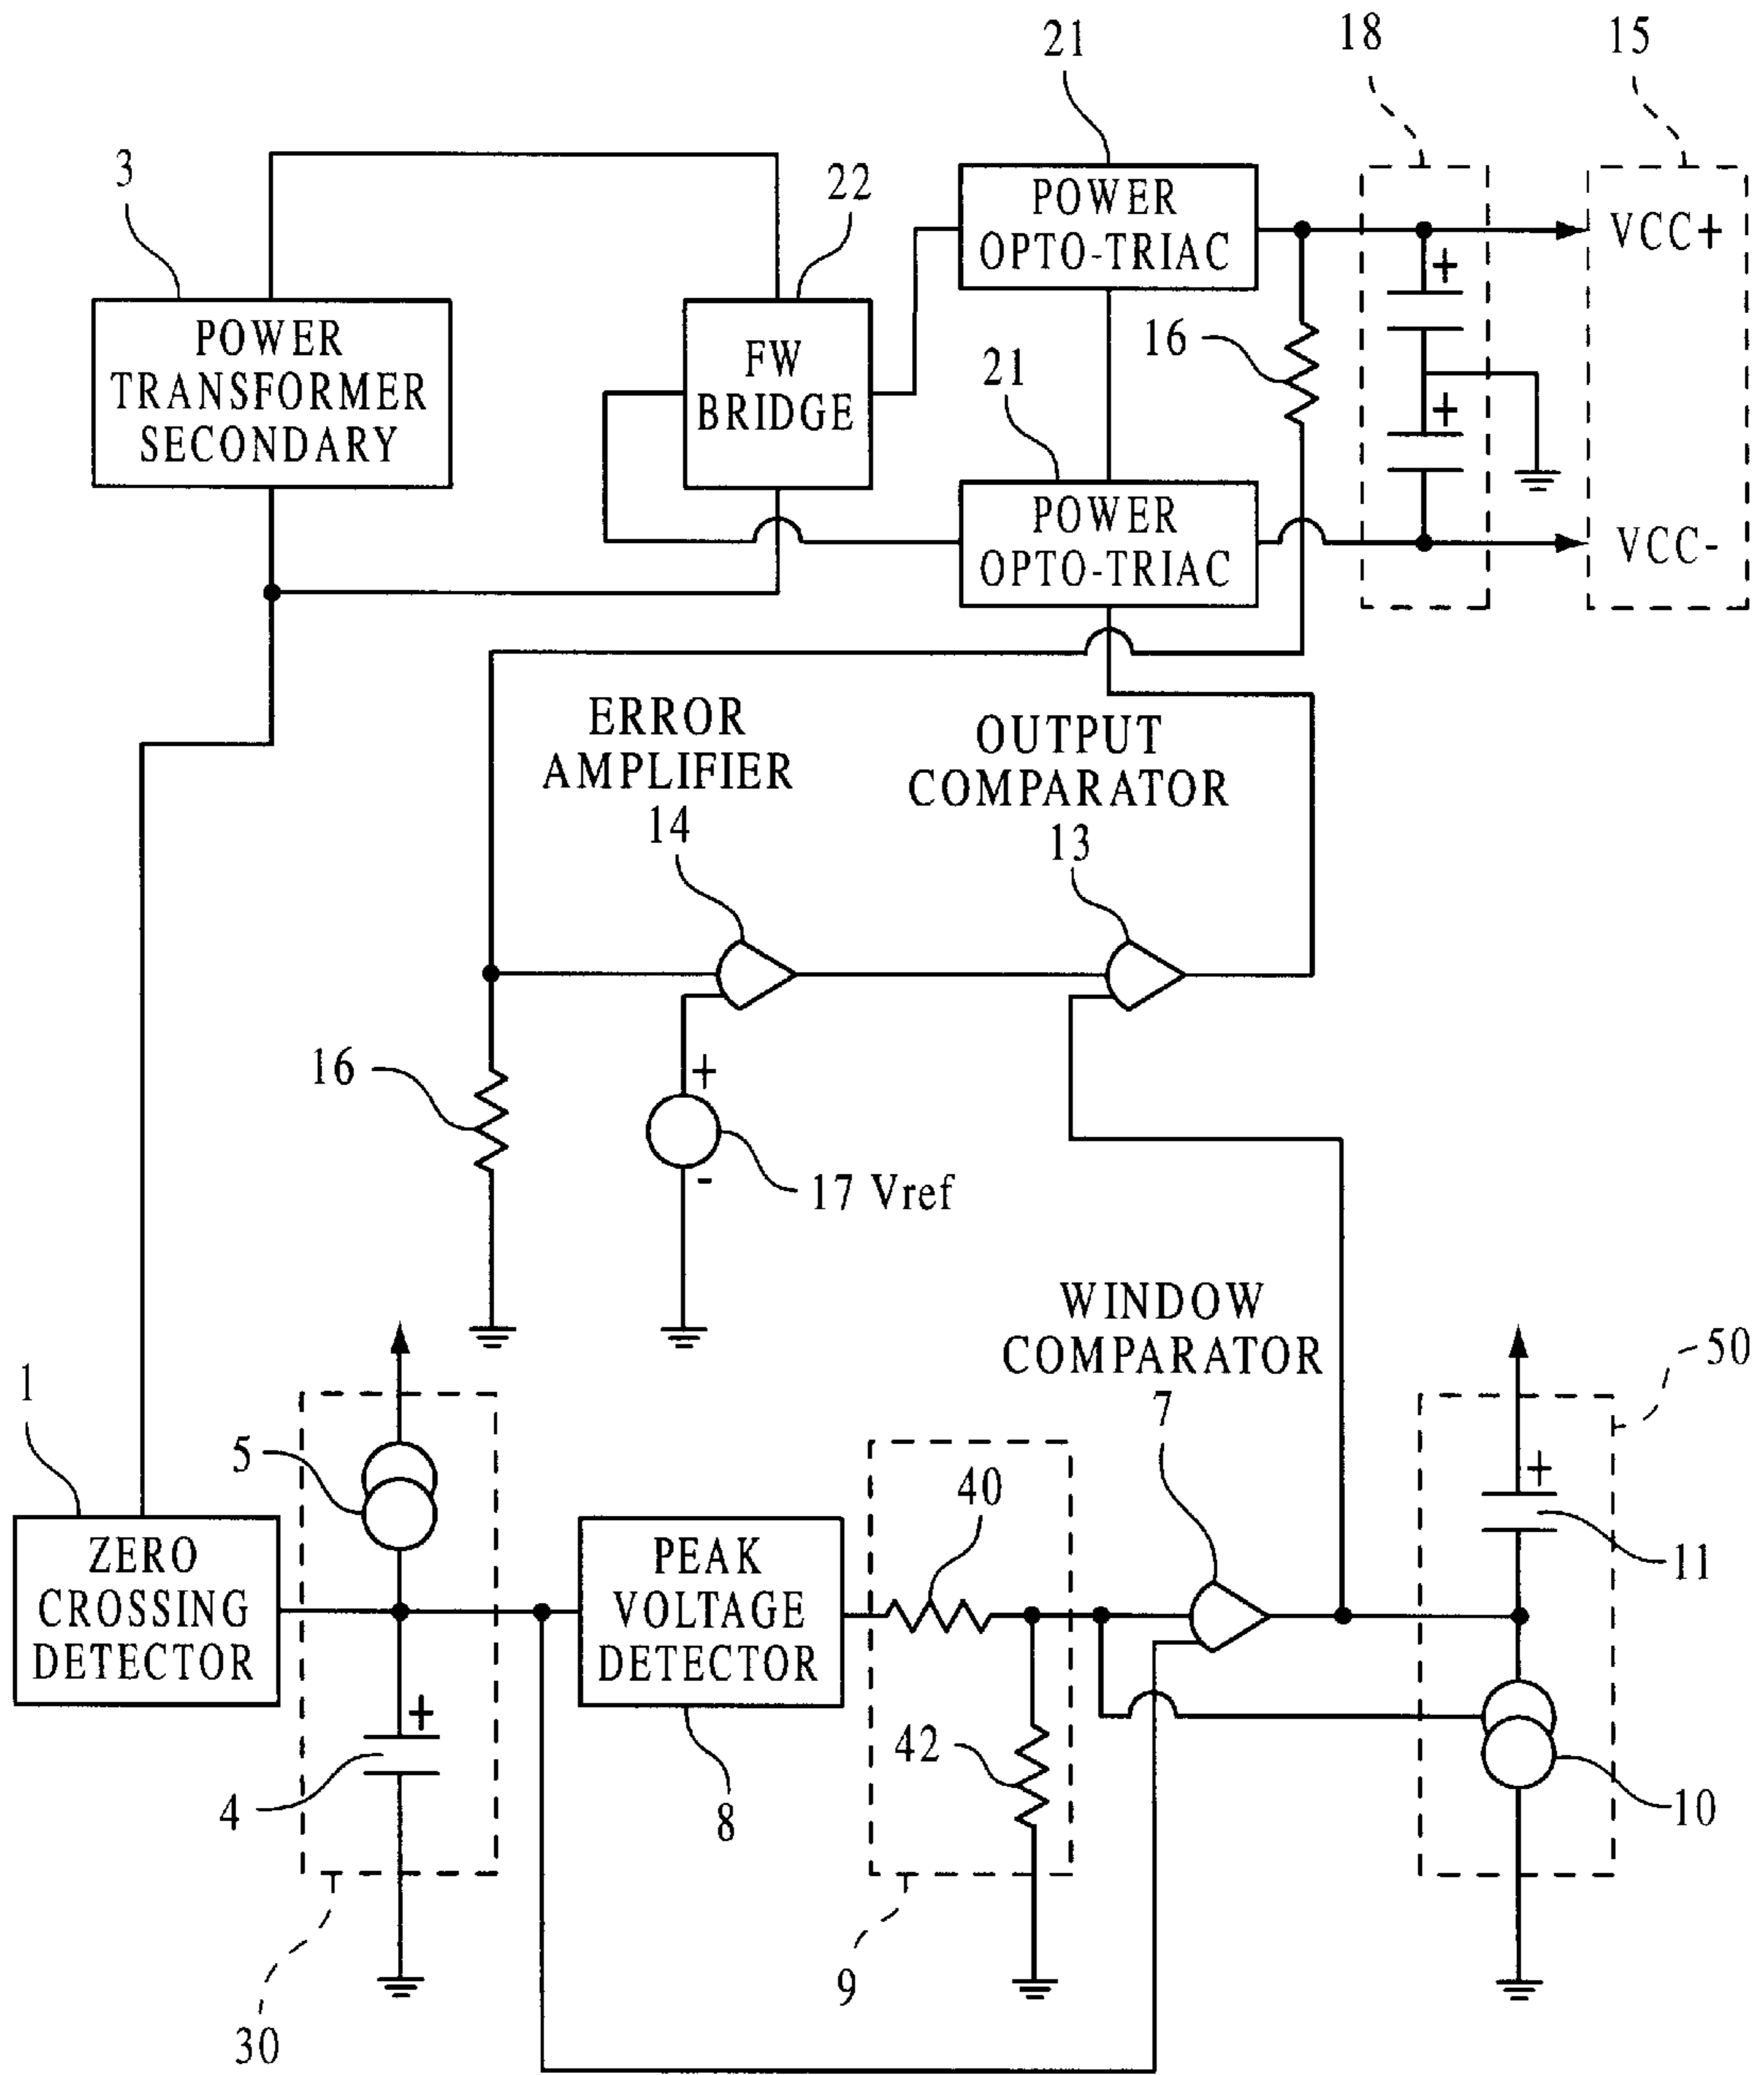 21
18
15
3
22
POWER
OPTO-TRIAC
VCC+
POWER
TRANSFORMER
SECONDARY
FW
BRIDGE
16
21
+
+
POWER
OPTO-TRIAC
VCC-
ERROR
AMPLIFIER
14
OUTPUT
COMPARATOR
13
16
+
-
17 Vref
WINDOW
COMPARATOR
7
50
1
5
40
+
11
ZERO
CROSSING
DETECTOR
PEAK
VOLTAGE
DETECTOR
+
4
8
42
10
9
30